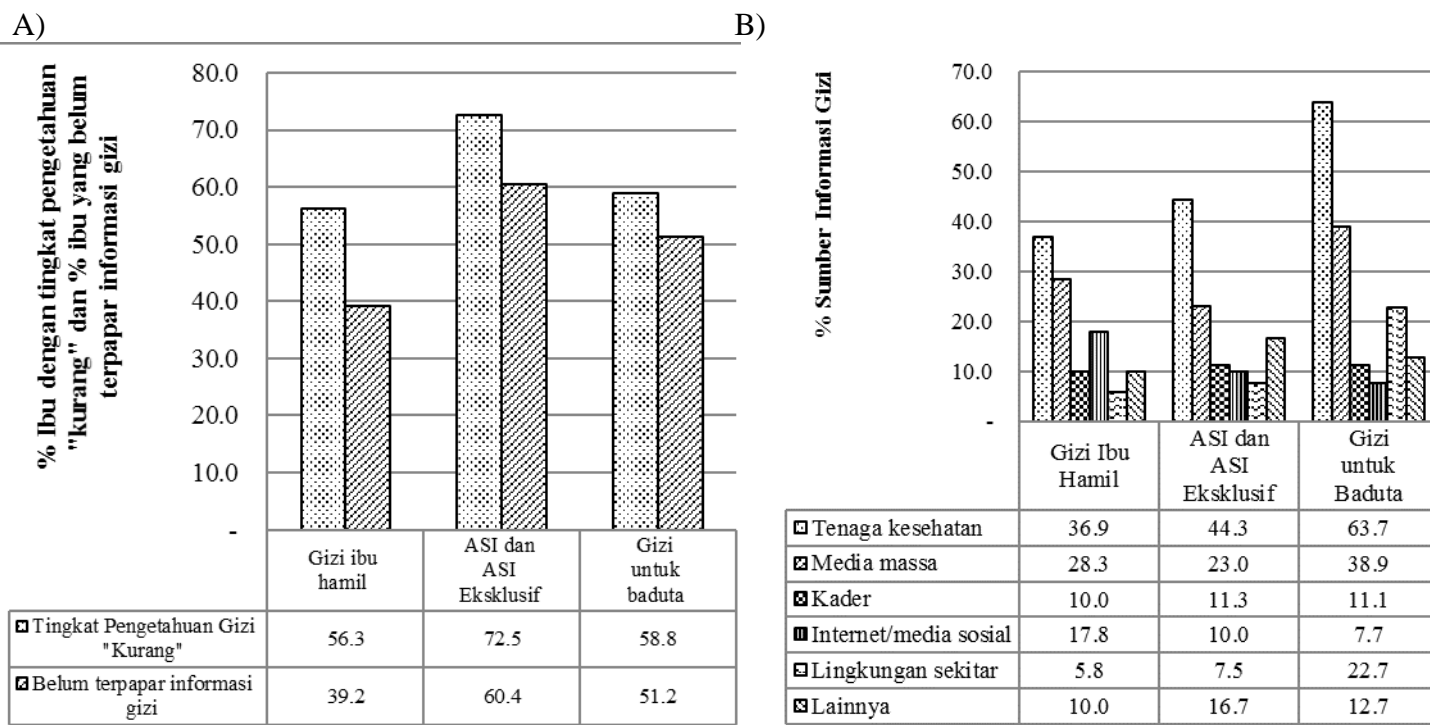 A)
% Ibu dengan tingkat pengetahuan
"kurang" dan % ibu yang belum
terpapar informasi gizi
80.0
70.0
60.0
50.0
40.0
30.0
20.0
10.0
-
Gizi ibu
hamil
ASI dan
ASI
Eksklusif
Gizi
untuk
baduta
Tingkat Pengetahuan Gizi
"Kurang"
56.3 72.5 58.8
Belum terpapar informasi
gizi
39.2 60.4 51.2
B)
% Sumber Informasi Gizi
70.0
60.0
50.0
40.0
30.0
20.0
10.0
-
Gizi Ibu
Hamil
ASI dan
ASI
Eksklusif
Gizi
untuk
Baduta
Tenaga kesehatan 36.9 44.3 63.7
Media massa 28.3 23.0 38.9
Kader 10.0 11.3 11.1
Internet/media sosial 17.8 10.0 7.7
Lingkungan sekitar 5.8 7.5 22.7
Lainnya 10.0 16.7 12.7